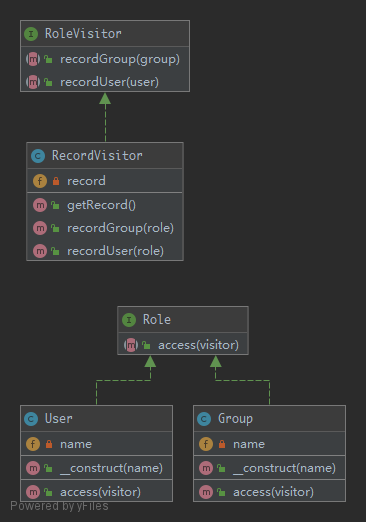 I RoleVisitor
m recordGroup(group)
m recordUser(user)
C RecordVisitor
f record
m getRecord()
m recordGroup(role)
m recordUser(role)
I Role
m access(visitor)
C User
f name
m __construct(name)
m access(visitor)
C Group
f name
m __construct(name)
m access(visitor)
Powered by yFiles